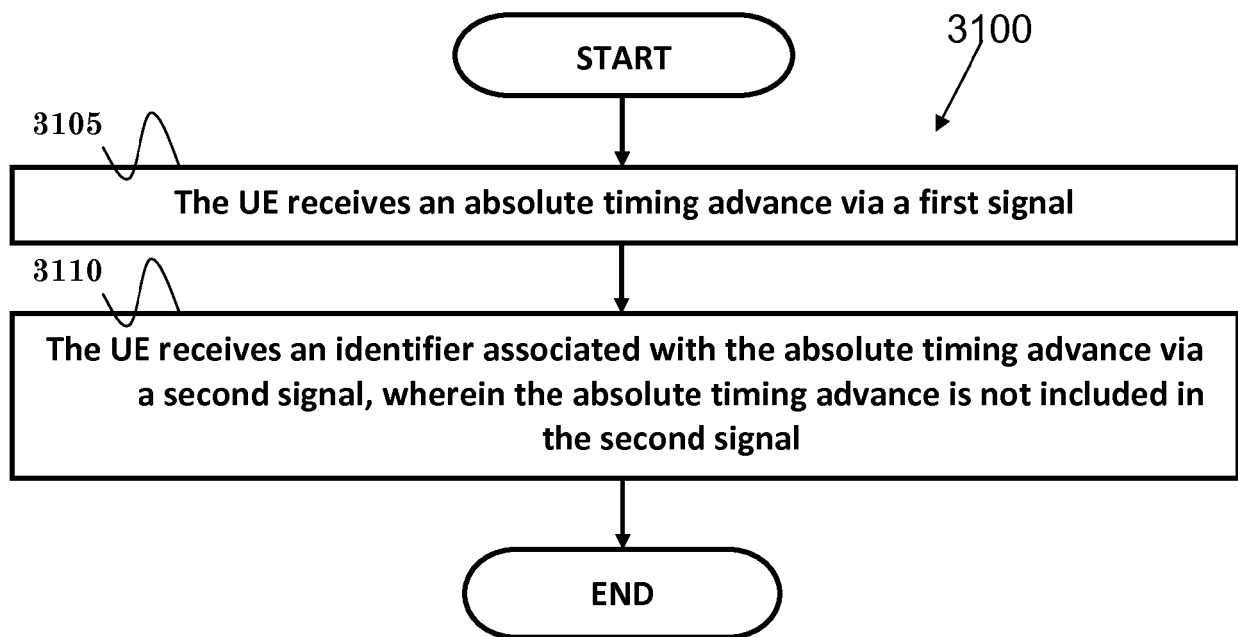 START
3100
3105
The UE receives an absolute timing advance via a first signal
3110
The UE receives an identifier associated with the absolute timing advance via
a second signal, wherein the absolute timing advance is not included in
the second signal
END